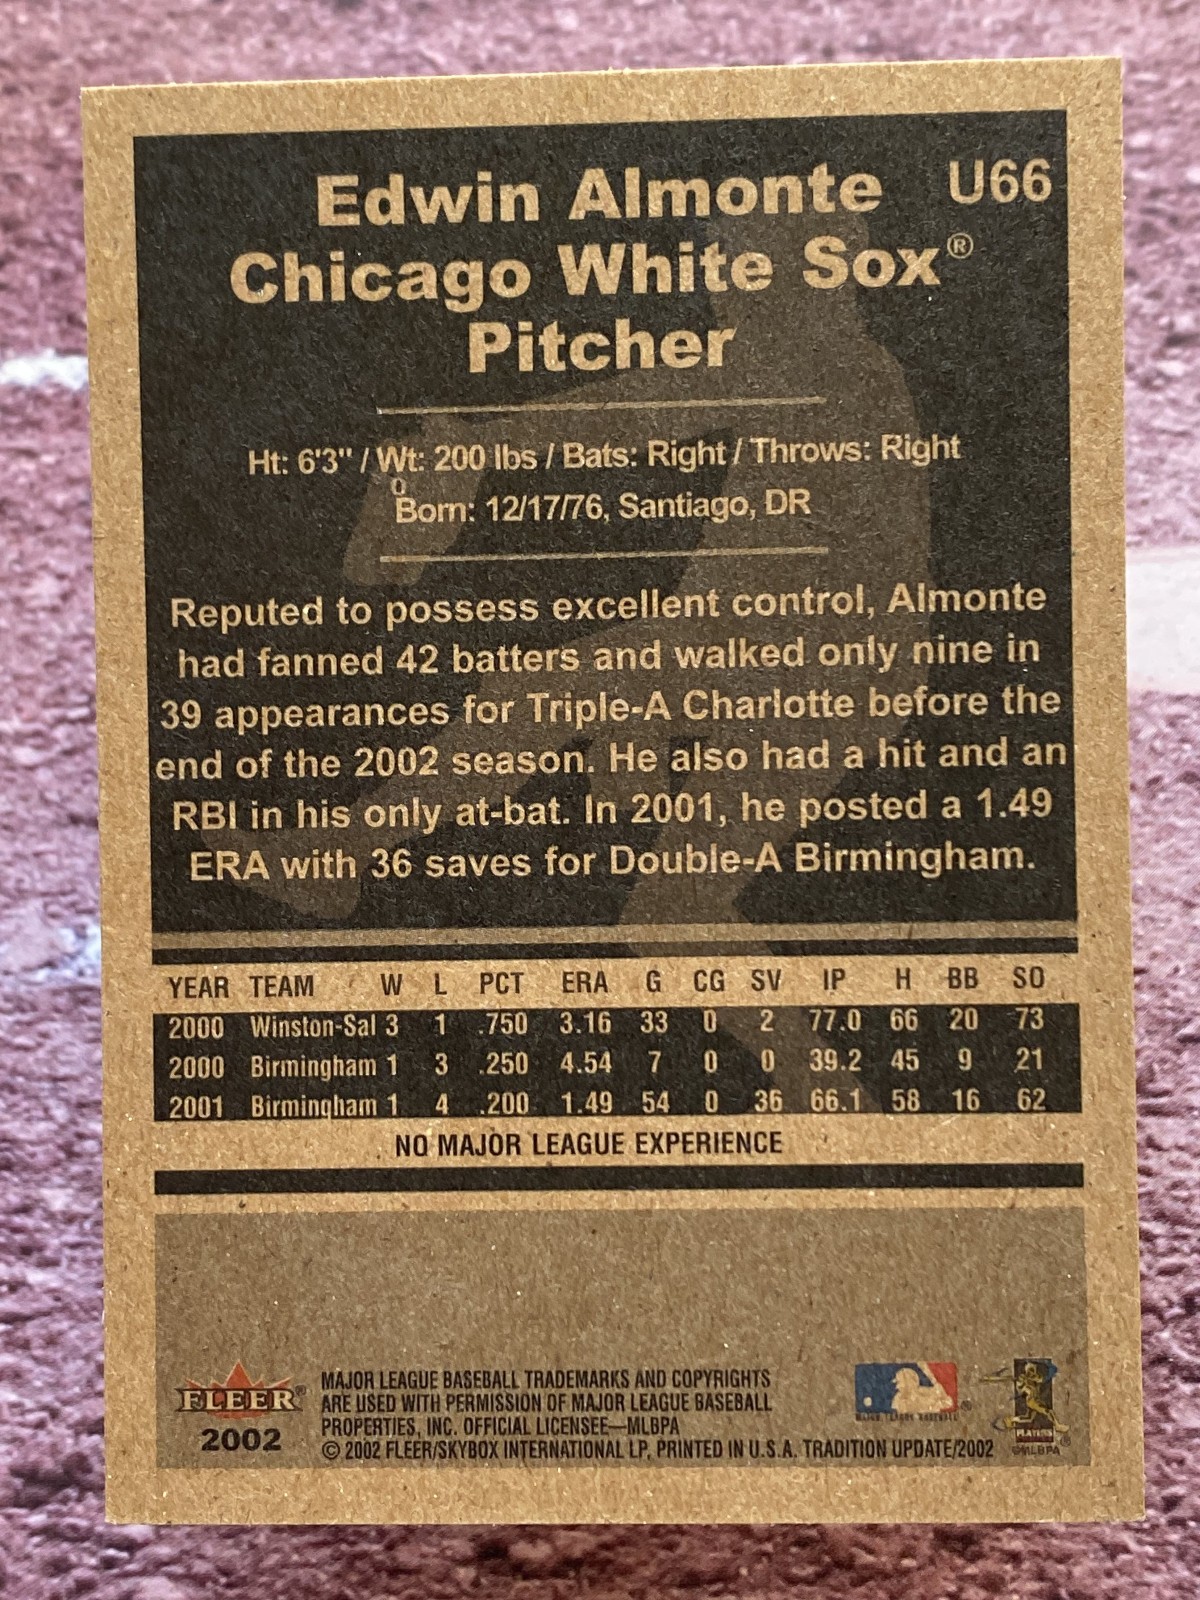 Edwin Almonte U66
Chicago White Sox®
Pitcher
Ht: 6'3" / Wt: 200 lbs / Bats: Right / Throws: Right
0
Born: 12/17/76, Santiago, DR
Reputed to possess excellent control, Almonte
had fanned 42 batters and walked only nine in
39 appearances for Triple-A Charlotte before the
end of the 2002 season. He also had a hit and an
RBI in his only at-bat. In 2001, he posted a 1.49
ERA with 36 saves for Double-A Birmingham.
YEAR TEAM W L PCT ERA G CG SV IP H BB SO
2000 Winston-Sal 3 1 .750 3.16 33 0 2 77.0 66 20 73
2000 Birmingham 1 3 .250 4.54 7 0 0 39.2 45 9 21
2001 Birmingham 1 4 .200 1.49 54 0 36 66.1 58 16 62
NO MAJOR LEAGUE EXPERIENCE
FLEER®
2002
MAJOR LEAGUE BASEBALL TRADEMARKS AND COPYRIGHTS
ARE USED WITH PERMISSION OF MAJOR LEAGUE BASEBALL
PROPERTIES, INC. OFFICIAL LICENSEE—MLBPA
© 2002 FLEER/SKYBOX INTERNATIONAL LP, PRINTED IN U.S.A. TRADITION UPDATE/2002
MAJOR LEAGUE BASEBALL®
PLAYERS®
©MLBPA